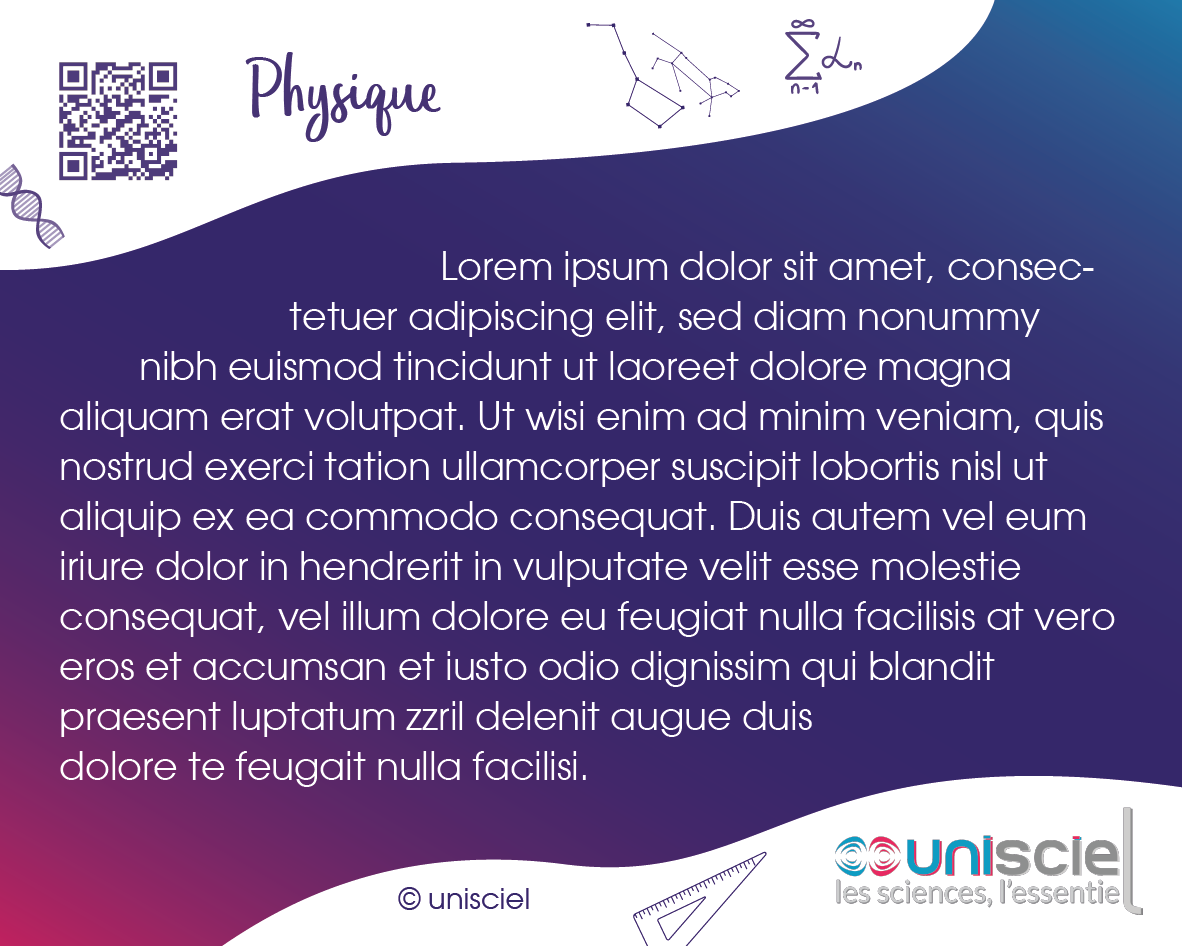 Physique
∞
Σ αn
n-1
Lorem ipsum dolor sit amet, consec-
tetuer adipiscing elit, sed diam nonummy
nibh euismod tincidunt ut laoreet dolore magna
aliquam erat volutpat. Ut wisi enim ad minim veniam, quis
nostrud exerci tation ullamcorper suscipit lobortis nisl ut
aliquip ex ea commodo consequat. Duis autem vel eum
iriure dolor in hendrerit in vulputate velit esse molestie
consequat, vel illum dolore eu feugiat nulla facilisis at vero
eros et accumsan et iusto odio dignissim qui blandit
praesent luptatum zzril delenit augue duis
dolore te feugait nulla facilisi.
© unisciel
unisciel
les sciences, l'essentiel